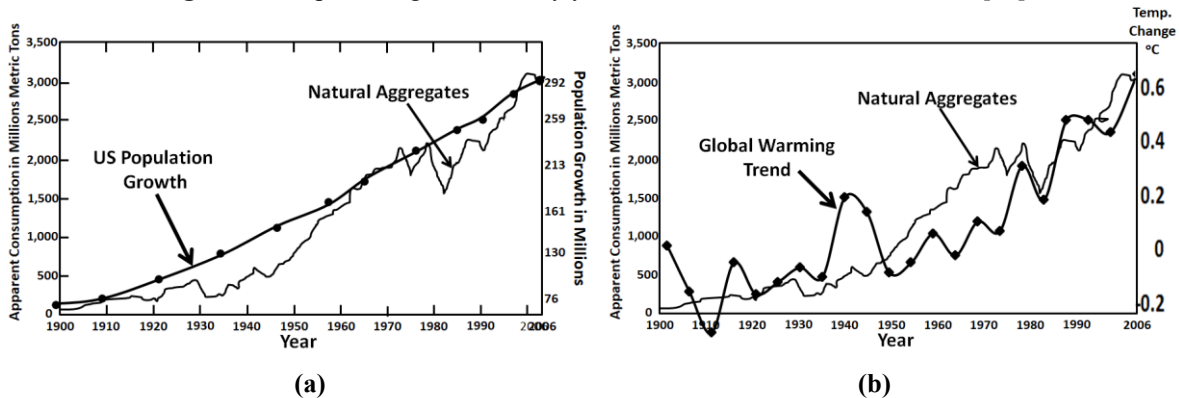 3,500
3,000
2,500
2,000
1,500
1,000
500
0
Apparent Consumption in Millions Metric Tons
1900 1910 1920 1930 1940 1950 1960 1970 1980 1990 2006
Year
US Population
Growth
Natural Aggregates
292
259
213
161
130
76
Population Growth in Millions
(a)
Temp.
Change
°C
3,500
3,000
2,500
2,000
1,500
1,000
500
0
Apparent Consumption in Millions Metric Tons
1900 1910 1920 1930 1940 1950 1960 1970 1980 1990 2006
Year
Global Warming
Trend
Natural Aggregates
0.6
0.4
0.2
0
0.2
(b)